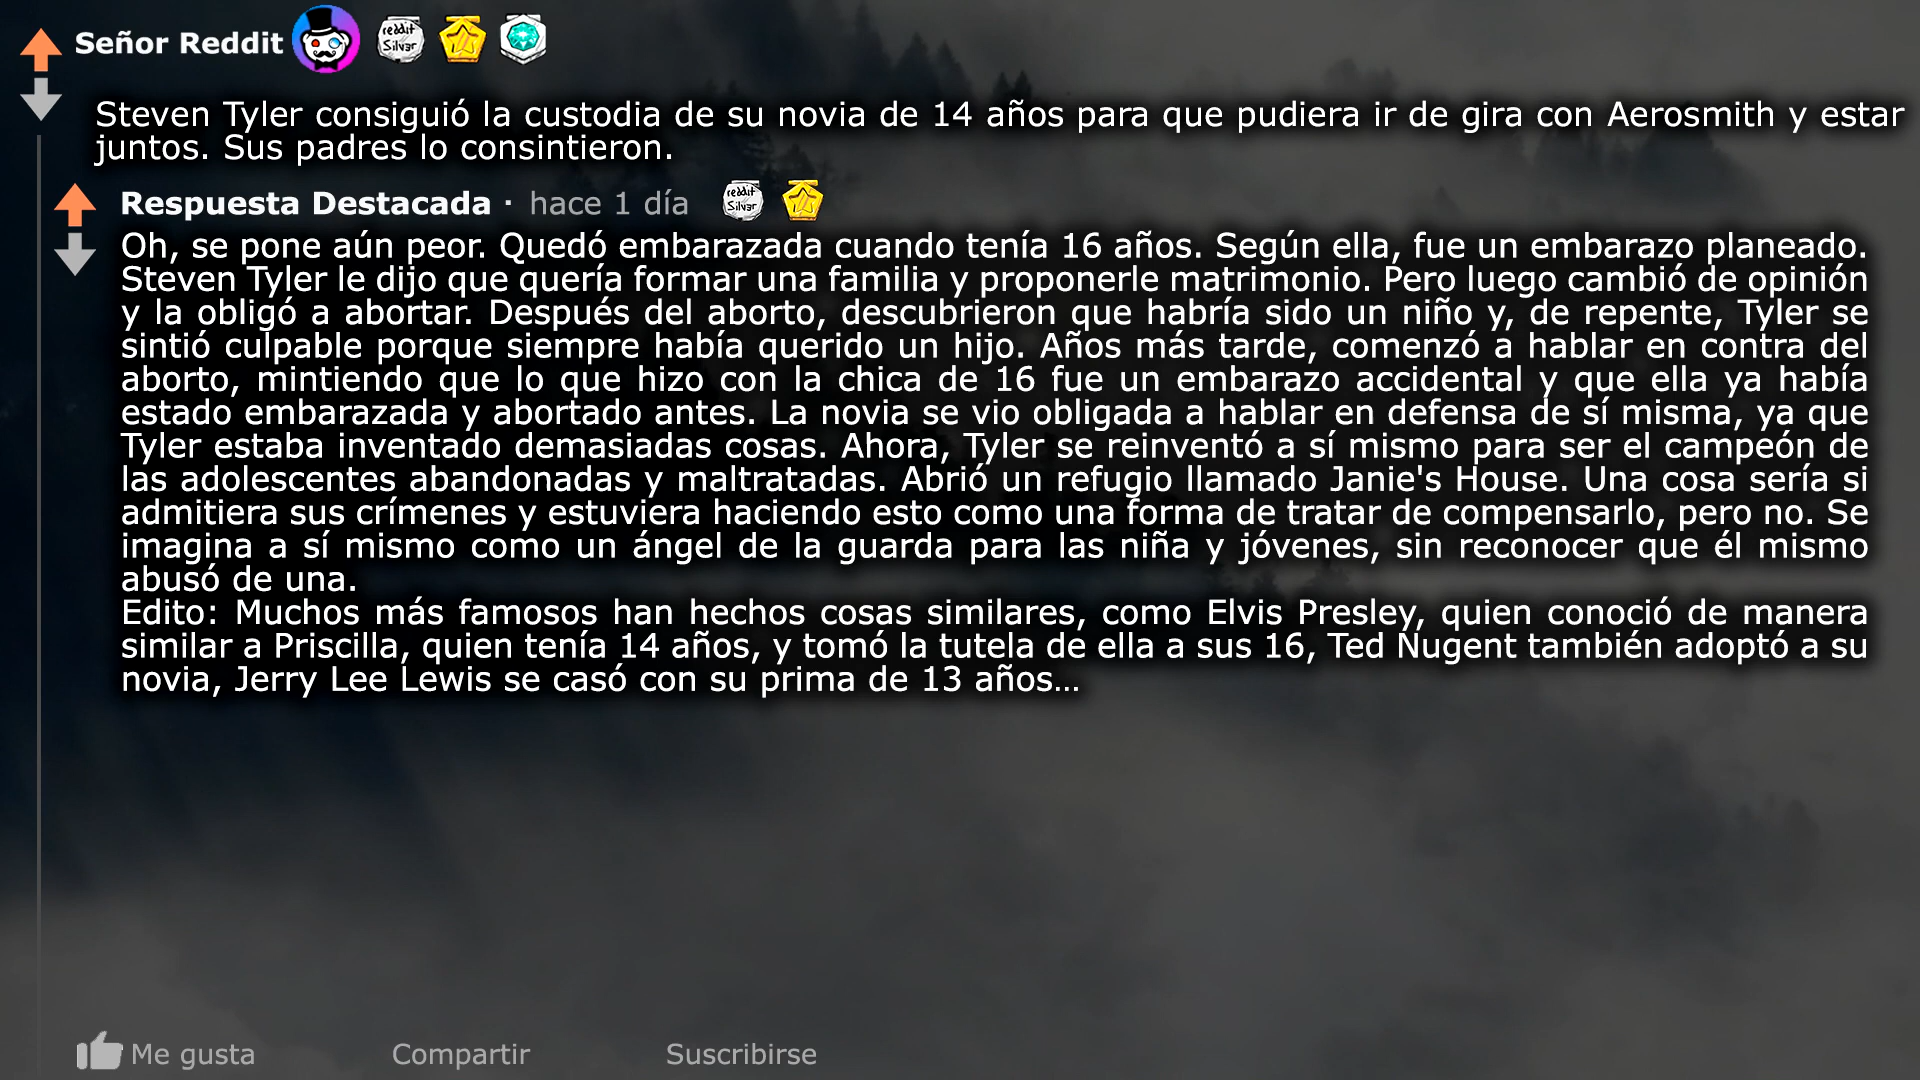 Señor Reddit
reddit
Silver
Steven Tyler consiguió la custodia de su novia de 14 años para que pudiera ir de gira con Aerosmith y estar
juntos. Sus padres lo consintieron.
Respuesta Destacada · hace 1 día
reddit
Silver
Oh, se pone aún peor. Quedó embarazada cuando tenía 16 años. Según ella, fue un embarazo planeado.
Steven Tyler le dijo que quería formar una familia y proponerle matrimonio. Pero luego cambió de opinión
y la obligó a abortar. Después del aborto, descubrieron que habría sido un niño y, de repente, Tyler se
sintió culpable porque siempre había querido un hijo. Años más tarde, comenzó a hablar en contra del
aborto, mintiendo que lo que hizo con la chica de 16 fue un embarazo accidental y que ella ya había
estado embarazada y abortado antes. La novia se vio obligada a hablar en defensa de sí misma, ya que
Tyler estaba inventado demasiadas cosas. Ahora, Tyler se reinventó a sí mismo para ser el campeón de
las adolescentes abandonadas y maltratadas. Abrió un refugio llamado Janie's House. Una cosa sería si
admitiera sus crímenes y estuviera haciendo esto como una forma de tratar de compensarlo, pero no. Se
imagina a sí mismo como un ángel de la guarda para las niña y jóvenes, sin reconocer que él mismo
abusó de una.
Edito: Muchos más famosos han hechos cosas similares, como Elvis Presley, quien conoció de manera
similar a Priscilla, quien tenía 14 años, y tomó la tutela de ella a sus 16, Ted Nugent también adoptó a su
novia, Jerry Lee Lewis se casó con su prima de 13 años...
Me gusta Compartir Suscribirse